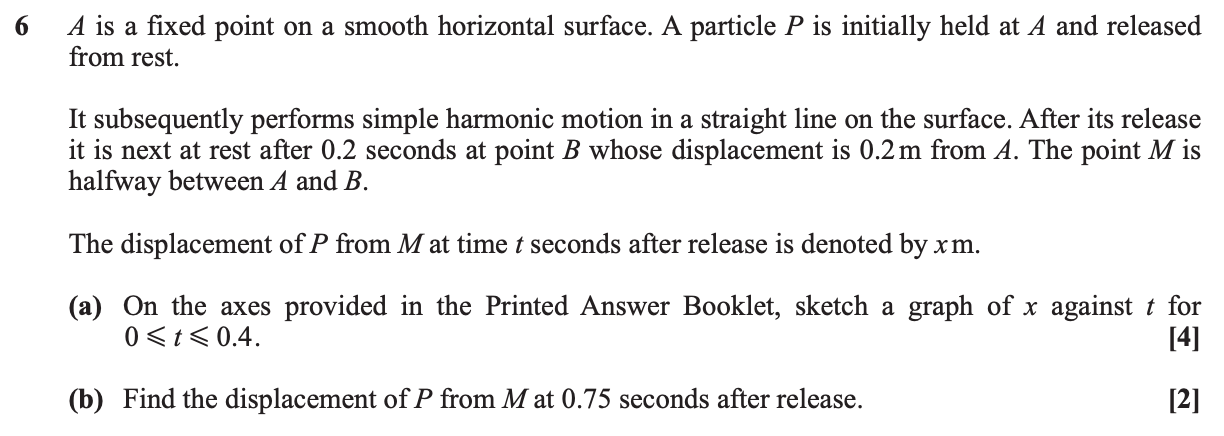 6 A is a fixed point on a smooth horizontal surface. A particle P is initially held at A and released
from rest.
It subsequently performs simple harmonic motion in a straight line on the surface. After its release
it is next at rest after 0.2 seconds at point B whose displacement is 0.2 m from A. The point M is
halfway between A and B.
The displacement of P from M at time t seconds after release is denoted by x m.
(a) On the axes provided in the Printed Answer Booklet, sketch a graph of x against t for
0 ⩽ t ⩽ 0.4. [4]
(b) Find the displacement of P from M at 0.75 seconds after release. [2]